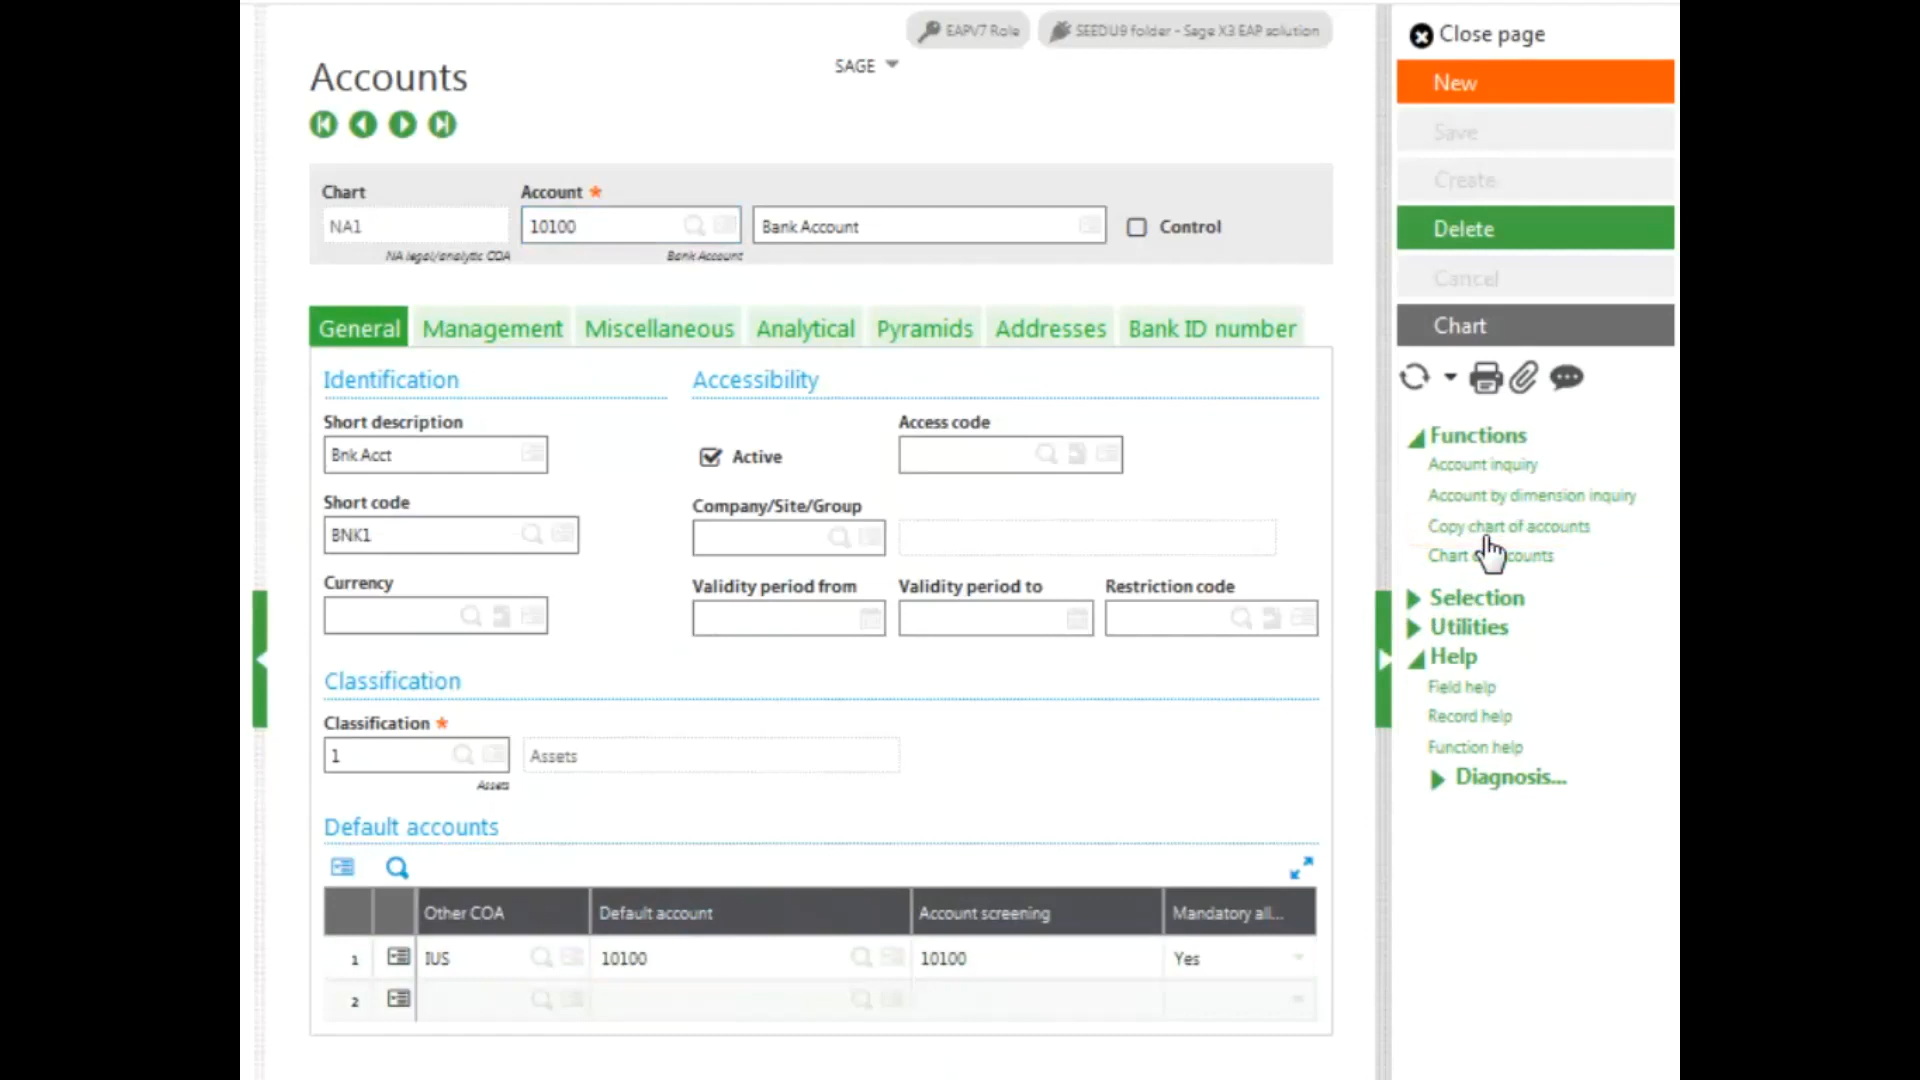 EAPV7 Role
SEEDU9 folder - Sage X3 EAP solution
SAGE
Accounts
Chart
Account *
NA1
10100
Bank Account
Control
NA legal/analytic COA
Bank Account
General
Management
Miscellaneous
Analytical
Pyramids
Addresses
Bank ID number
Identification
Accessibility
Short description
Access code
Bnk Acct
Active
Short code
Company/Site/Group
BNK1
Currency
Validity period from
Validity period to
Restriction code
Classification
Classification *
1
Assets
Assets
Default accounts
Other COA
Default account
Account screening
Mandatory all...
1
IUS
10100
10100
Yes
2
Close page
New
Save
Create
Delete
Cancel
Chart
Functions
Account inquiry
Account by dimension inquiry
Copy chart of accounts
Chart
Selection
Utilities
Help
Field help
Record help
Function help
Diagnosis...